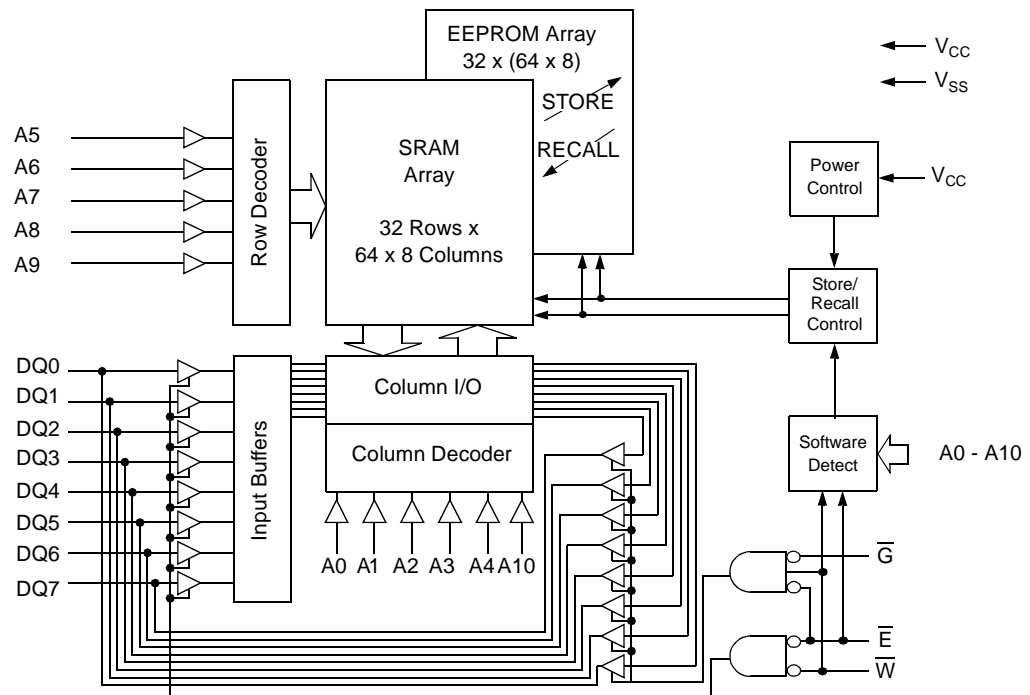 EEPROM Array
32 x (64 x 8)
STORE
RECALL
SRAM
Array
32 Rows x
64 x 8 Columns
Row Decoder
A5
A6
A7
A8
A9
V_CC
V_SS
Power
Control
V_CC
Store/
Recall
Control
Software
Detect
A0 - A10
DQ0
DQ1
DQ2
DQ3
DQ4
DQ5
DQ6
DQ7
Input Buffers
Column I/O
Column Decoder
A0 A1 A2 A3 A4 A10
G̅
E̅
W̅